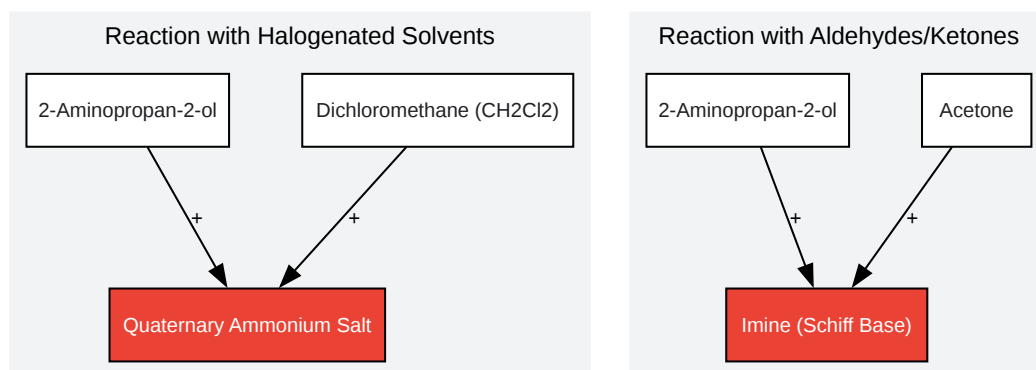 Reaction with Halogenated Solvents
2-Aminopropan-2-ol
Dichloromethane (CH2Cl2)
+
+
Quaternary Ammonium Salt
Reaction with Aldehydes/Ketones
2-Aminopropan-2-ol
Acetone
+
+
Imine (Schiff Base)